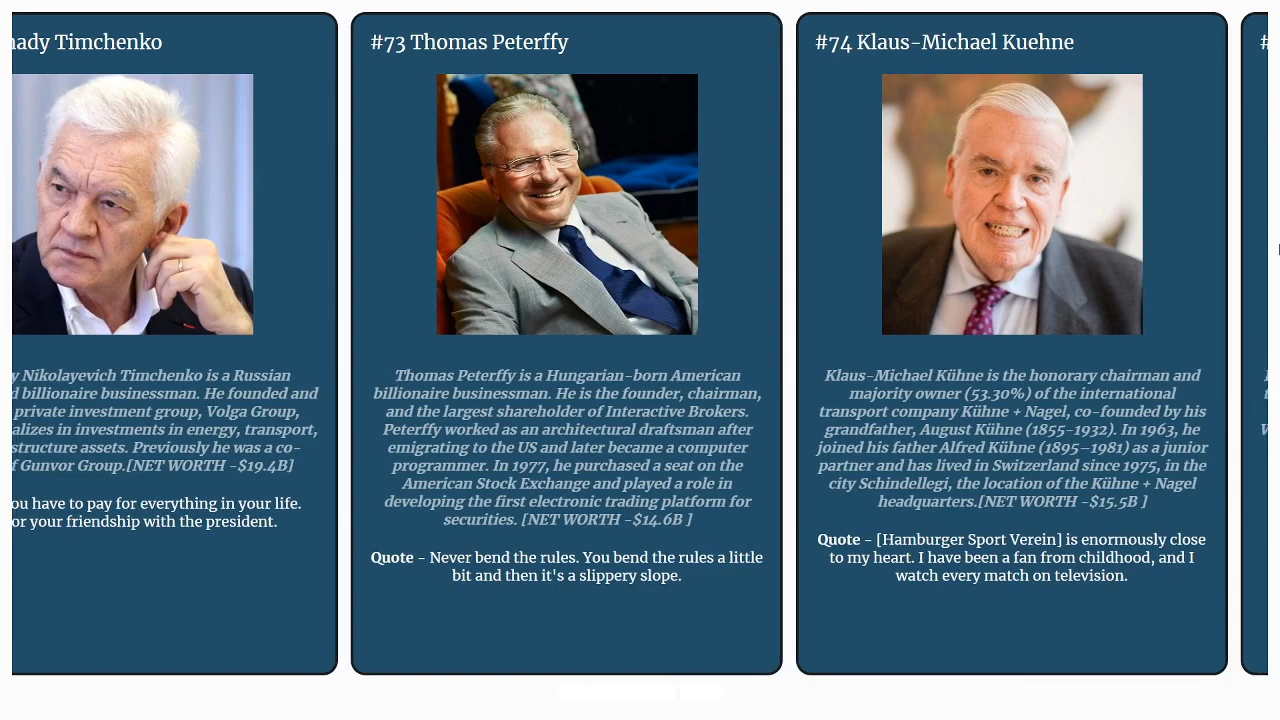 ady Timchenko
y Nikolayevich Timchenko is a Russian
d billionaire businessman. He founded and
private investment group, Volga Group,
alizes in investments in energy, transport,
structure assets. Previously he was a co-
f Gunvor Group.[NET WORTH -$19.4B]
ou have to pay for everything in your life.
or your friendship with the president.
#73 Thomas Peterffy
Thomas Peterffy is a Hungarian-born American
billionaire businessman. He is the founder, chairman,
and the largest shareholder of Interactive Brokers.
Peterffy worked as an architectural draftsman after
emigrating to the US and later became a computer
programmer. In 1977, he purchased a seat on the
American Stock Exchange and played a role in
developing the first electronic trading platform for
securities. [NET WORTH -$14.6B ]
Quote - Never bend the rules. You bend the rules a little
bit and then it's a slippery slope.
#74 Klaus-Michael Kuehne
Klaus-Michael Kühne is the honorary chairman and
majority owner (53.30%) of the international
transport company Kühne + Nagel, co-founded by his
grandfather, August Kühne (1855-1932). In 1963, he
joined his father Alfred Kühne (1895–1981) as a junior
partner and has lived in Switzerland since 1975, in the
city Schindellegi, the location of the Kühne + Nagel
headquarters.[NET WORTH -$15.5B ]
Quote - [Hamburger Sport Verein] is enormously close
to my heart. I have been a fan from childhood, and I
watch every match on television.
#